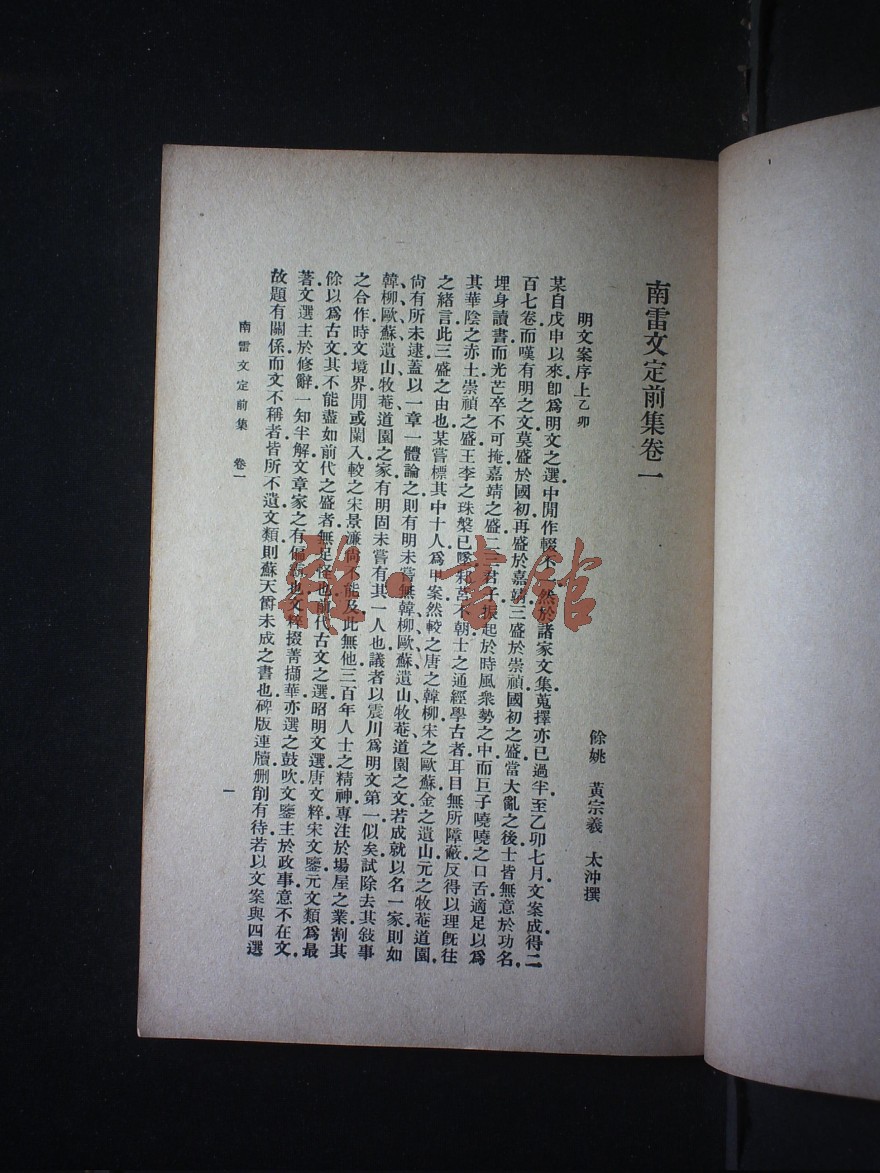 南雷文定前集卷一
餘姚 黃宗羲 太沖撰
明文案序上乙卯
某自戊申以來卽爲明文之選中閒作輟不一然於諸家文集蒐擇亦已過半至乙卯七月文案成得二
百七卷而嘆有明之文莫盛於國初再盛於嘉靖三盛於崇禎國初之盛當大亂之後士皆無意於功名
埋身讀書而光芒卒不可掩嘉靖之盛二三君子振起於時風衆勢之中而巨子嘵嘵之口舌適足以爲
其華陰之赤土崇禎之盛王李之珠槃已墜邾莒不朝士之通經學古者耳目無所障蔽反得以理旣往
之緒言此三盛之由也某嘗標其中十人爲甲案然較之唐之韓柳宋之歐蘇金之遺山元之牧菴道園
尚有所未逮蓋以一章一體論之則有明未嘗無韓柳歐蘇遺山牧菴道園之文若成就以名一家則如
韓柳歐蘇遺山牧菴道園之家有明固未嘗有其一人也議者以震川爲明文第一似矣試除去其敍事
之合作時文境界閒或闌入較之宋景濂尚不能及此無他三百年人士之精神專注於場屋之業割其
餘以爲古文其不能盡如前代之盛者無足怪也前代古文之選昭明文選唐文粹宋文鑒元文類爲最
著文選主於修辭一知半解文章家之有偏霸也文粹掇菁擷華亦選之鼓吹文鑒主於政事意不在文
故題有關係而文不稱者皆所不遺文類則蘇天爵未成之書也碑版連牘删削有待若以文案與四選
南雷文定前集 卷一
一
雜·書館